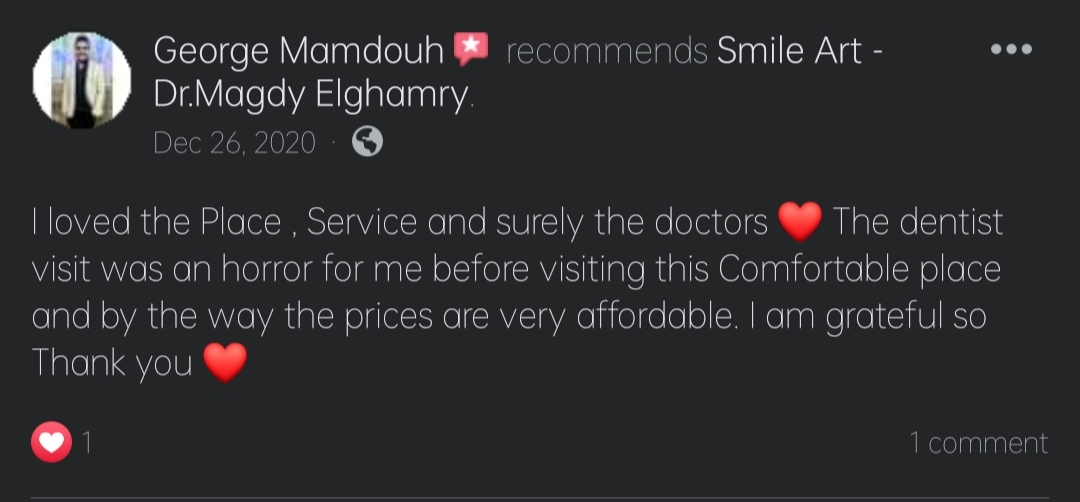 George Mamdouh recommends Smile Art -
Dr.Magdy Elghamry.
Dec 26, 2020 ·
I loved the Place , Service and surely the doctors ❤️ The dentist
visit was an horror for me before visiting this Comfortable place
and by the way the prices are very affordable. I am grateful so
Thank you ❤️
1
1 comment